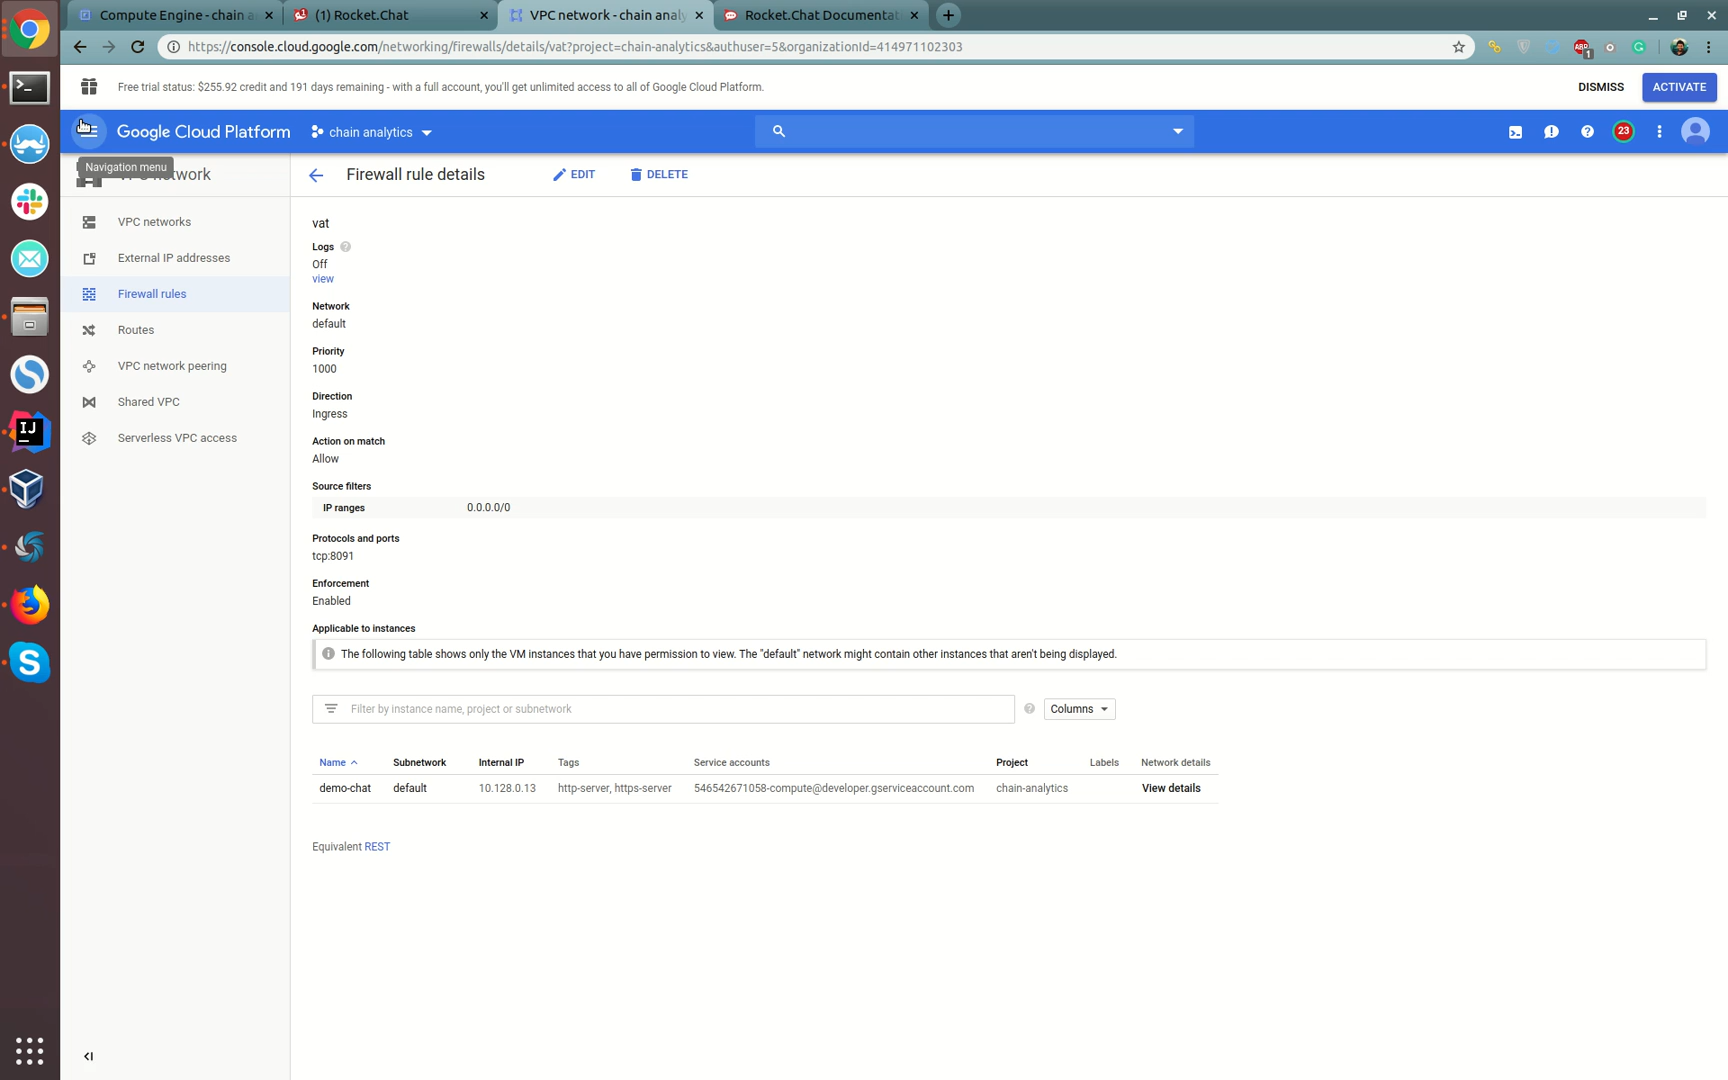 Compute Engine - chain a
(1) Rocket.Chat
VPC network - chain analy
Rocket.Chat Documentat
https://console.cloud.google.com/networking/firewalls/details/vat?project=chain-analytics&authuser=5&organizationId=414971102303
ABP
1
Free trial status: $255.92 credit and 191 days remaining - with a full account, you'll get unlimited access to all of Google Cloud Platform.
DISMISS
ACTIVATE
Google Cloud Platform
chain analytics
23
Navigation menu
Firewall rule details
EDIT
DELETE
VPC networks
External IP addresses
Firewall rules
Routes
VPC network peering
Shared VPC
Serverless VPC access
vat
Logs
Off
view
Network
default
Priority
1000
Direction
Ingress
Action on match
Allow
Source filters
IP ranges 0.0.0.0/0
Protocols and ports
tcp:8091
Enforcement
Enabled
Applicable to instances
The following table shows only the VM instances that you have permission to view. The "default" network might contain other instances that aren't being displayed.
Filter by instance name, project or subnetwork
Columns
Name Subnetwork Internal IP Tags Service accounts Project Labels Network details
demo-chat default 10.128.0.13 http-server, https-server 546542671058-compute@developer.gserviceaccount.com chain-analytics View details
Equivalent REST
IJ
S